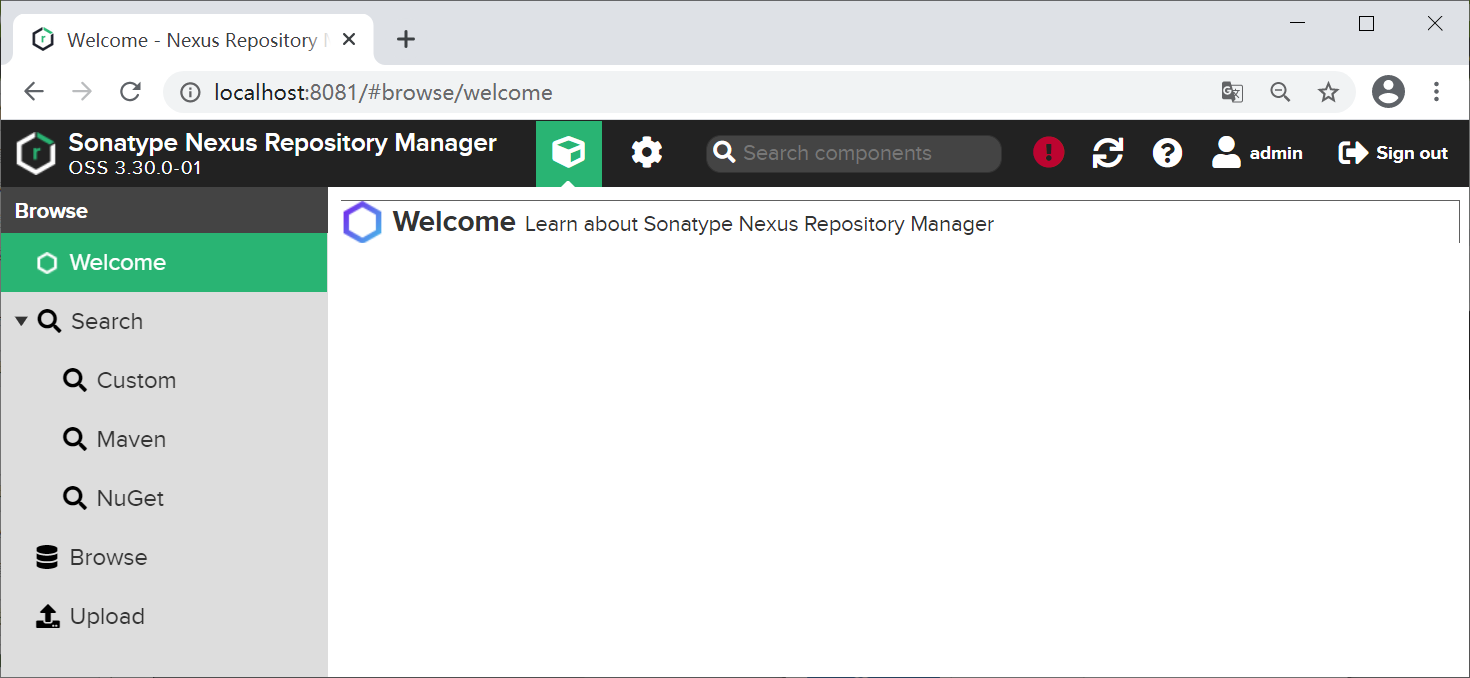 Welcome - Nexus Repository
localhost:8081/#browse/welcome
Sonatype Nexus Repository Manager
OSS 3.30.0-01
Search components
admin
Sign out
Browse
Welcome
Welcome Learn about Sonatype Nexus Repository Manager
Search
Custom
Maven
NuGet
Browse
Upload